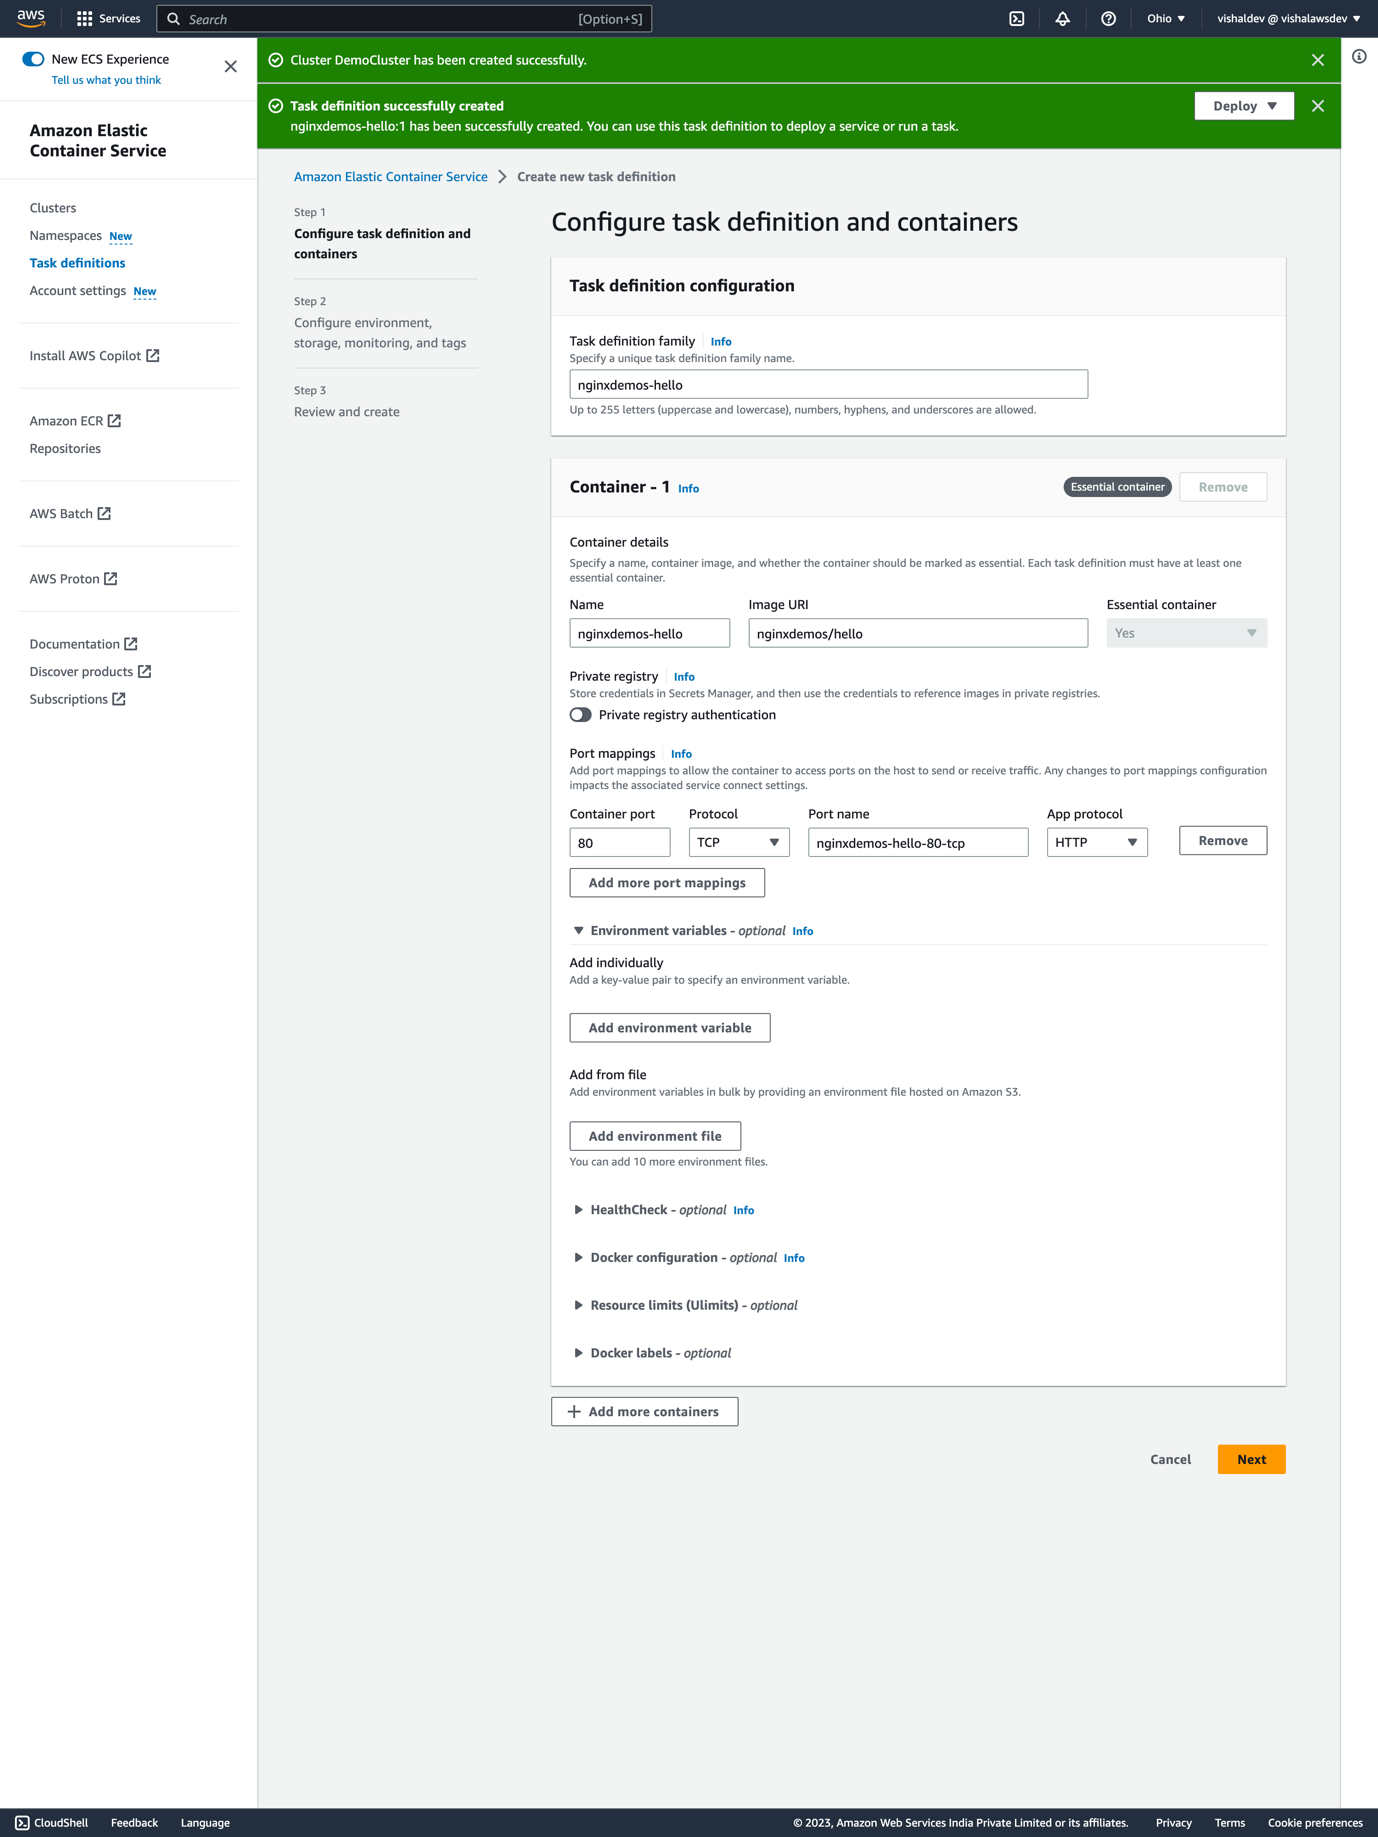 aws
Services
Search
[Option+S]
Ohio
vishaldev @ vishalawsdev
New ECS Experience
Tell us what you think
Amazon Elastic
Container Service
Clusters
Namespaces New
Task definitions
Account settings New
Install AWS Copilot
Amazon ECR
Repositories
AWS Batch
AWS Proton
Documentation
Discover products
Subscriptions
Cluster DemoCluster has been created successfully.
Task definition successfully created
nginxdemos-hello:1 has been successfully created. You can use this task definition to deploy a service or run a task.
Deploy
Amazon Elastic Container Service
Create new task definition
Step 1
Configure task definition and
containers
Step 2
Configure environment,
storage, monitoring, and tags
Step 3
Review and create
Configure task definition and containers
Task definition configuration
Task definition family Info
Specify a unique task definition family name.
nginxdemos-hello
Up to 255 letters (uppercase and lowercase), numbers, hyphens, and underscores are allowed.
Container - 1 Info
Essential container
Remove
Container details
Specify a name, container image, and whether the container should be marked as essential. Each task definition must have at least one
essential container.
Name Image URI Essential container
nginxdemos-hello nginxdemos/hello Yes
Private registry Info
Store credentials in Secrets Manager, and then use the credentials to reference images in private registries.
Private registry authentication
Port mappings Info
Add port mappings to allow the container to access ports on the host to send or receive traffic. Any changes to port mappings configuration
impacts the associated service connect settings.
Container port Protocol Port name App protocol
80 TCP nginxdemos-hello-80-tcp HTTP Remove
Add more port mappings
Environment variables - optional Info
Add individually
Add a key-value pair to specify an environment variable.
Add environment variable
Add from file
Add environment variables in bulk by providing an environment file hosted on Amazon S3.
Add environment file
You can add 10 more environment files.
HealthCheck - optional Info
Docker configuration - optional Info
Resource limits (Ulimits) - optional
Docker labels - optional
Add more containers
Cancel Next
CloudShell Feedback Language
© 2023, Amazon Web Services India Private Limited or its affiliates. Privacy Terms Cookie preferences